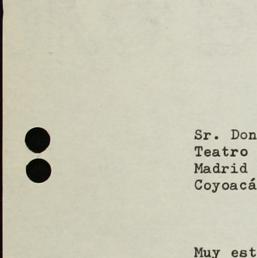 Sr. Don
Teatro
Madrid
Coyoacá
Muy est